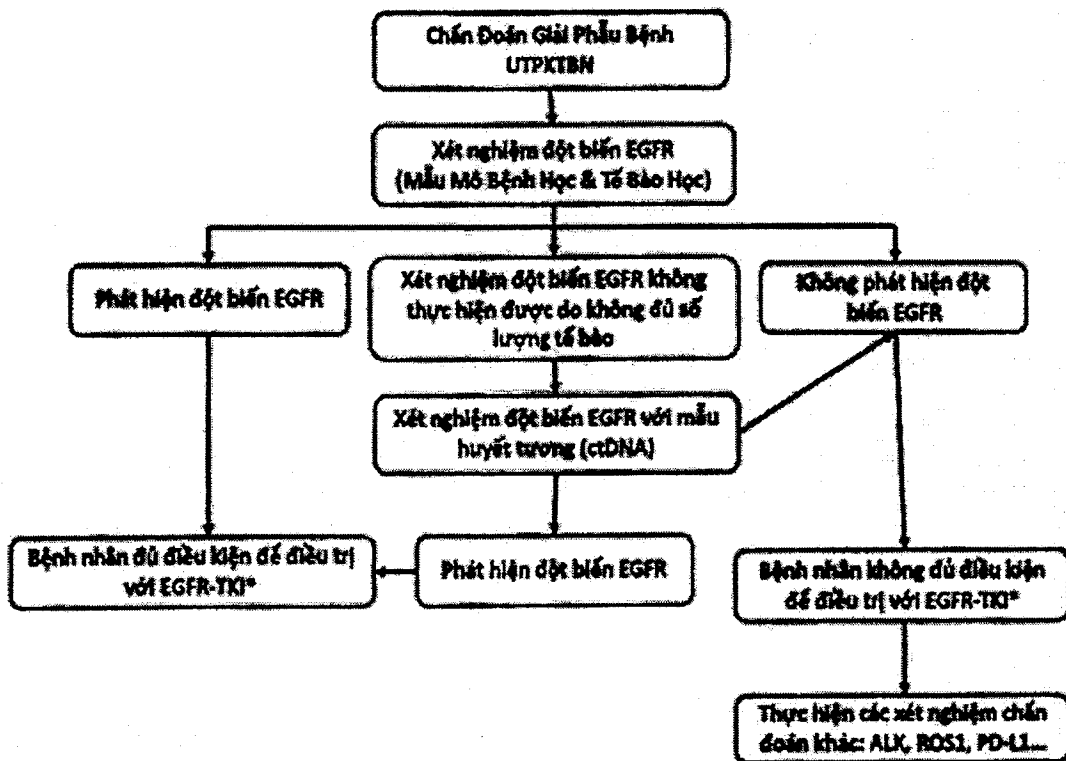 Chẩn Đoán Giải Phẫu Bệnh
UTPKTBN
Xét nghiệm đột biến EGFR
(Mẫu Mô Bệnh Học & Tế Bào Học)
Phát hiện đột biến EGFR
Xét nghiệm đột biến EGFR không
thực hiện được do không đủ số
lượng tế bào
Không phát hiện đột
biến EGFR
Xét nghiệm đột biến EGFR với mẫu
huyết tương (ctDNA)
Bệnh nhân đủ điều kiện để điều trị
với EGFR-TKI*
Phát hiện đột biến EGFR
Bệnh nhân không đủ điều kiện
để điều trị với EGFR-TKI*
Thực hiện các xét nghiệm chẩn
đoán khác: ALK, ROS1, PD-L1...